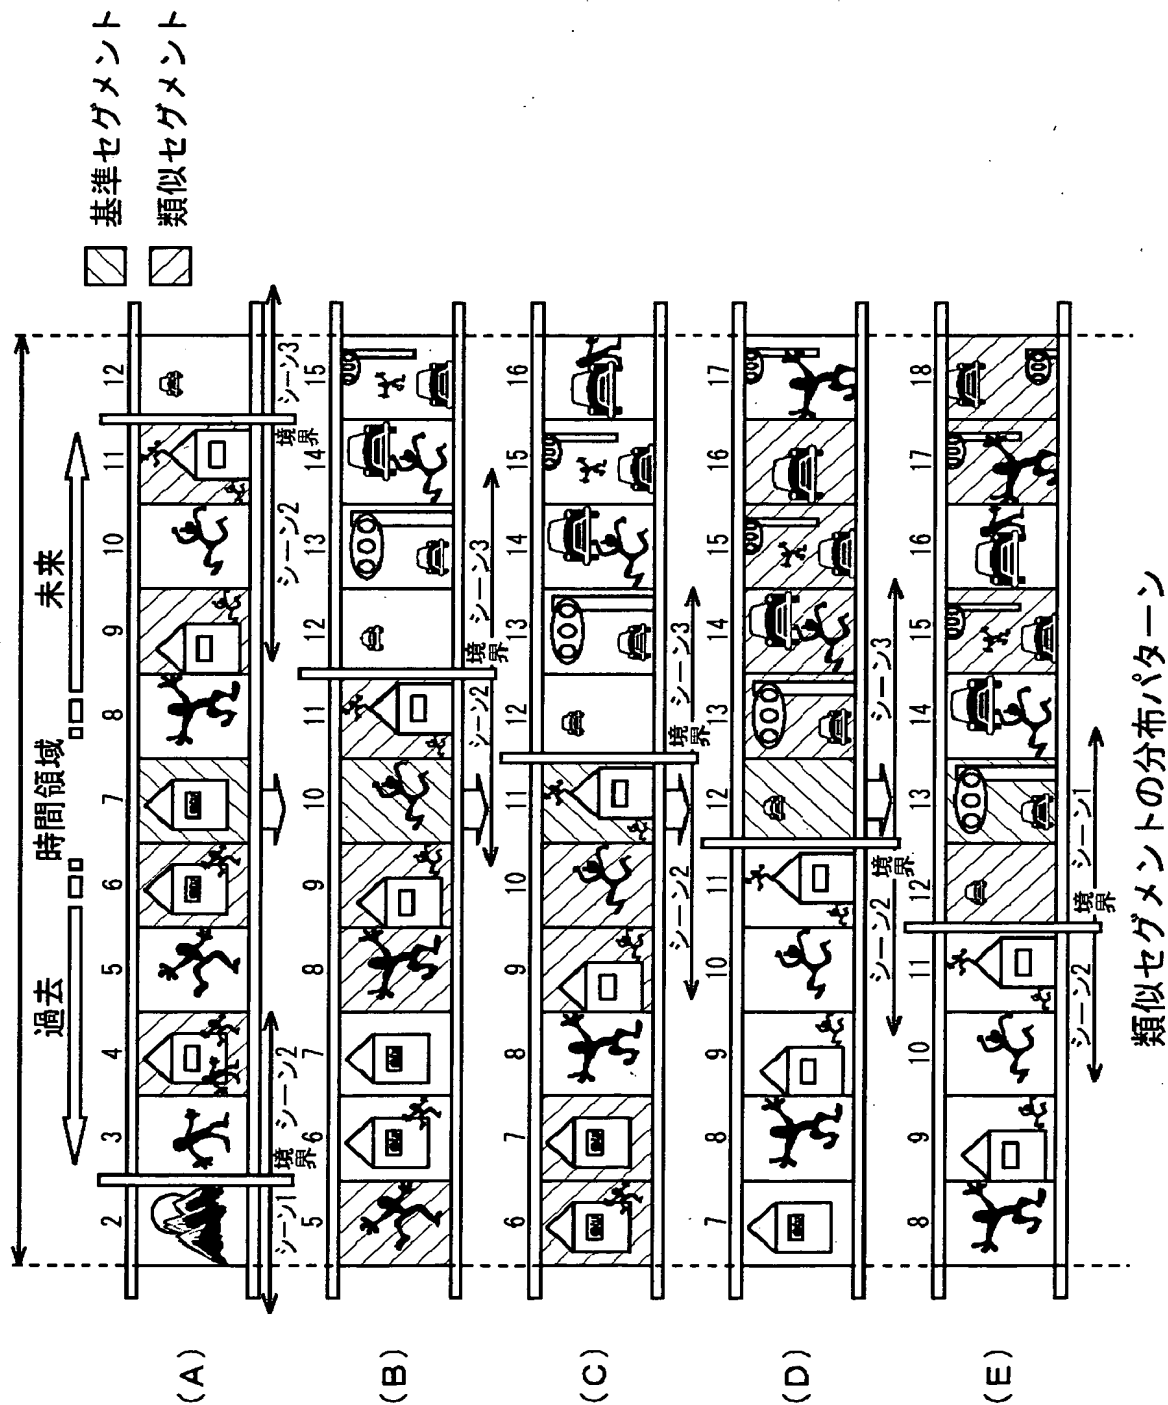 過去 時間領域 未来
基準セグメント
類似セグメント
2 3 4 5 6 7 8 9 10 11 12
(A)
シーン1 境界 シーン2 シーン2 境界 シーン3
5 6 7 8 9 10 11 12 13 14 15
(B)
シーン2 境界 シーン3
6 7 8 9 10 11 12 13 14 15 16
(C)
シーン2 境界 シーン3
7 8 9 10 11 12 13 14 15 16 17
(D)
シーン2 境界 シーン3
8 9 10 11 12 13 14 15 16 17 18
(E)
シーン2 境界 シーン1
類似セグメントの分布パターン